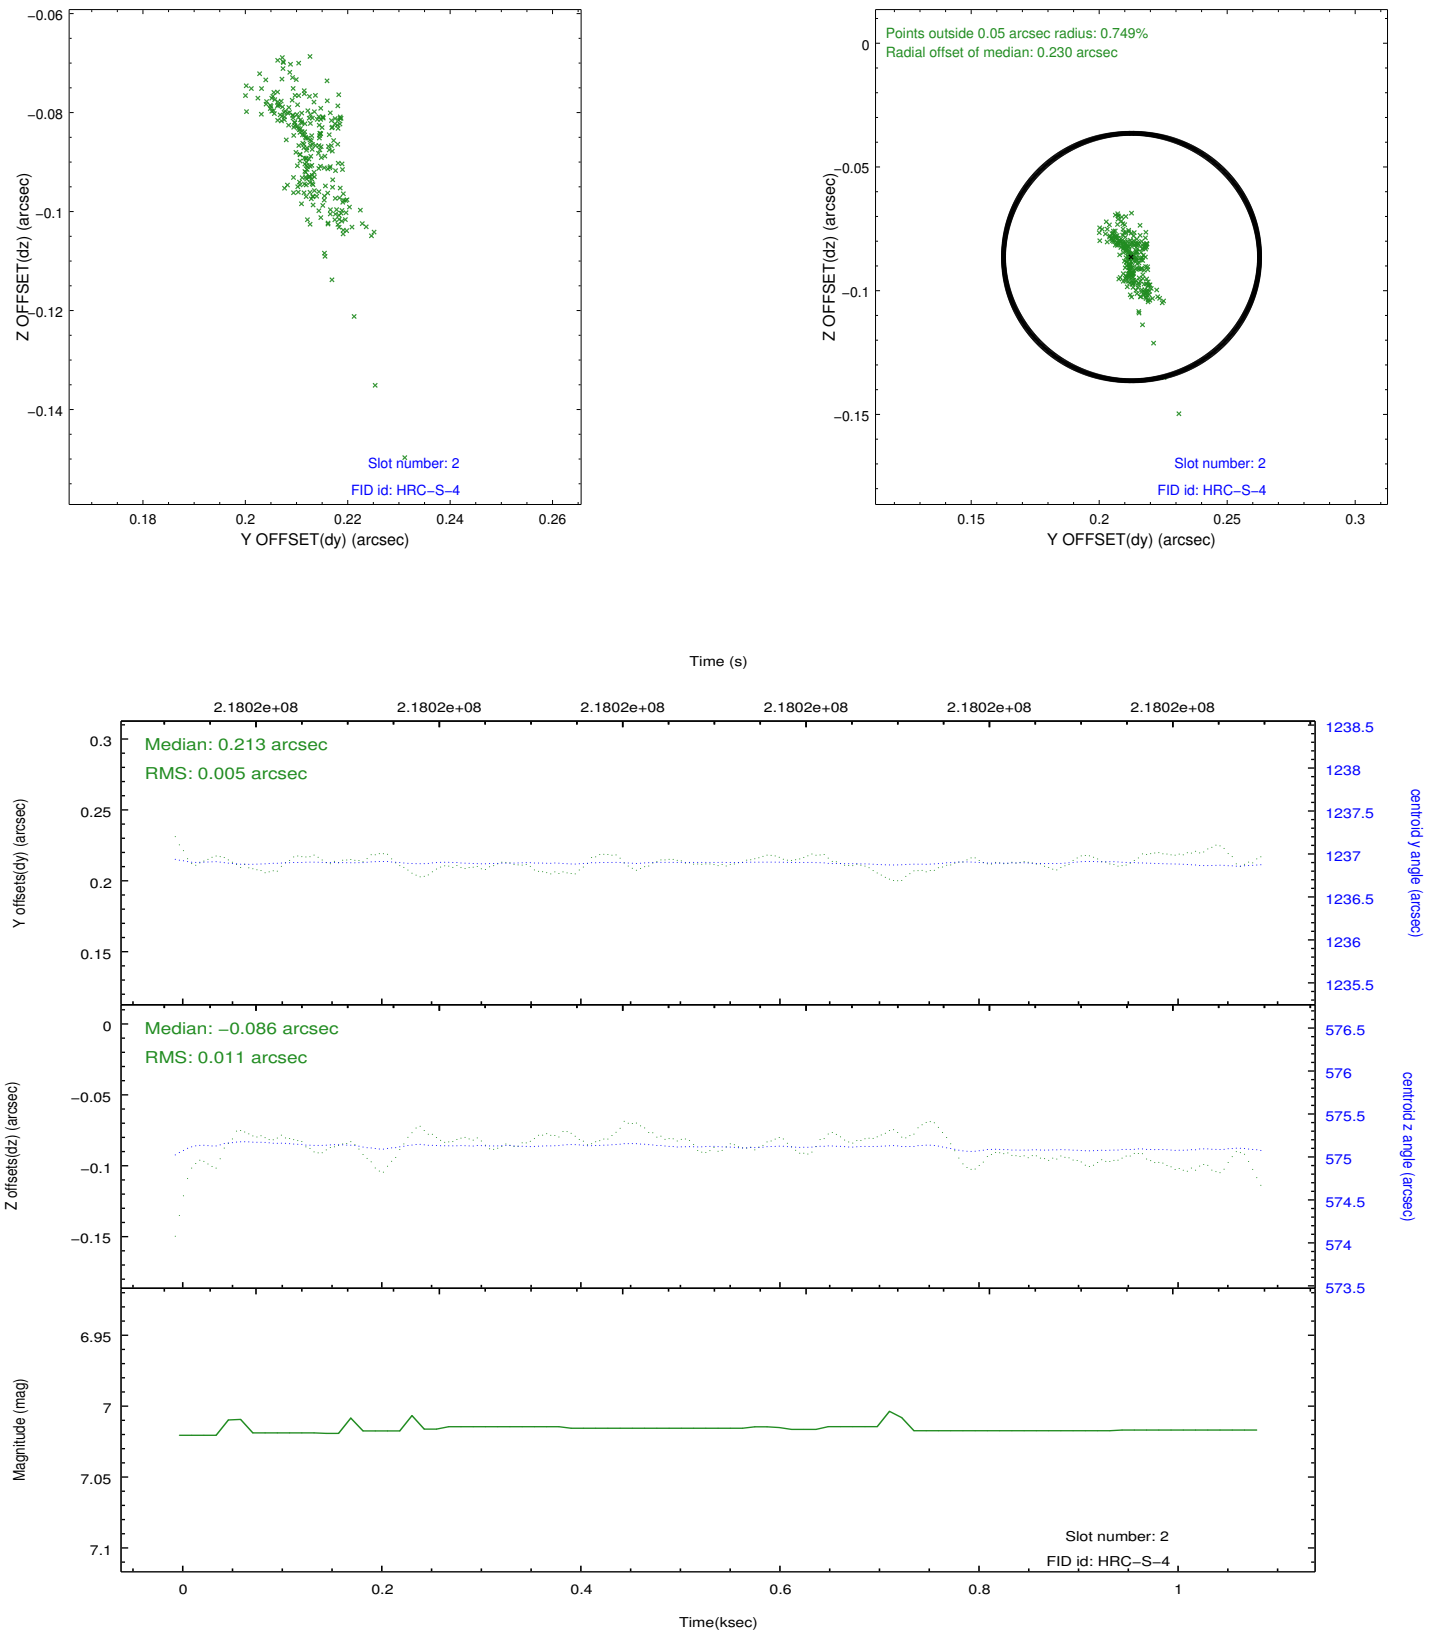 −0.06
−0.08
−0.1
−0.12
−0.14
Z OFFSET(dz) (arcsec)
Slot number: 2
FID id: HRC−S−4
0.18
0.2
0.22
0.24
0.26
Y OFFSET(dy) (arcsec)
Points outside 0.05 arcsec radius: 0.749%
Radial offset of median: 0.230 arcsec
0
−0.05
−0.1
−0.15
Z OFFSET(dz) (arcsec)
Slot number: 2
FID id: HRC−S−4
0.15
0.2
0.25
0.3
Y OFFSET(dy) (arcsec)
Time (s)
2.1802e+08
2.1802e+08
2.1802e+08
2.1802e+08
2.1802e+08
2.1802e+08
Median: 0.213 arcsec
RMS: 0.005 arcsec
0.3
0.25
0.2
0.15
Y offsets(dy) (arcsec)
1238.5
1238
1237.5
1237
1236.5
1236
1235.5
centroid y angle (arcsec)
Median: −0.086 arcsec
RMS: 0.011 arcsec
0
−0.05
−0.1
−0.15
Z offsets(dz) (arcsec)
576.5
576
575.5
575
574.5
574
573.5
centroid z angle (arcsec)
6.95
7
7.05
7.1
Magnitude (mag)
Slot number: 2
FID id: HRC−S−4
0
0.2
0.4
0.6
0.8
1
Time(ksec)